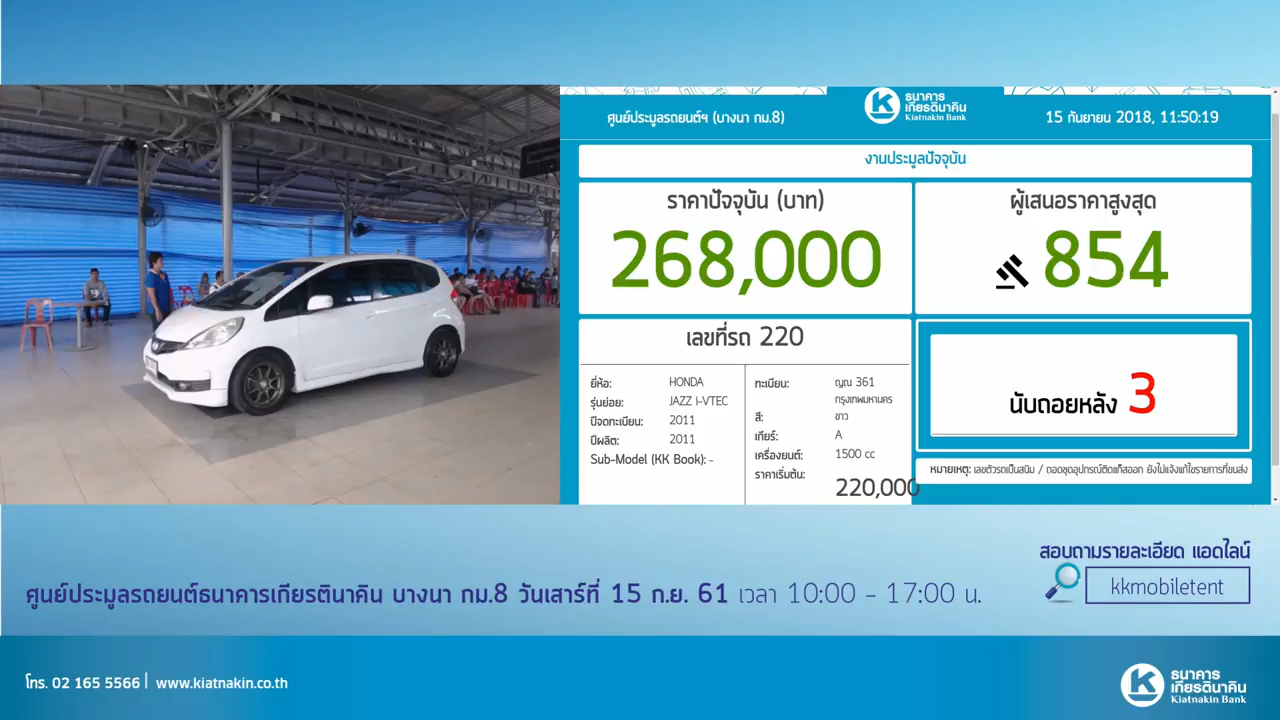 ศูนย์ประมูลรถยนต์ฯ (บางนา กม.8)
ธนาคาร
เกียรตินาคิน
Kiatnakin Bank
15 กันยายน 2018, 11:50:19
งานประมูลปัจจุบัน
ราคาปัจจุบัน (บาท)
268,000
ผู้เสนอราคาสูงสุด
854
เลขที่รถ 220
ยี่ห้อ: HONDA
รุ่นย่อย: JAZZ i-VTEC
ปีจดทะเบียน: 2011
ปีผลิต: 2011
Sub-Model (KK Book): -
ทะเบียน: ญณ 361
กรุงเทพมหานคร
สี: ขาว
เกียร์: A
เครื่องยนต์: 1500 cc
ราคาเริ่มต้น: 220,000
นับถอยหลัง 3
หมายเหตุ: เลขตัวรถเป็นสนิม / ถอดชุดอุปกรณ์ติดแก็สออก ยังไม่แจ้งแก้ไขรายการที่ขนส่ง
สอบถามรายละเอียด แอดไลน์
kkmobiletent
ศูนย์ประมูลรถยนต์ธนาคารเกียรตินาคิน บางนา กม.8 วันเสาร์ที่ 15 ก.ย. 61 เวลา 10:00 - 17:00 น.
โทร. 02 165 5566 | www.kiatnakin.co.th
ธนาคาร
เกียรตินาคิน
Kiatnakin Bank